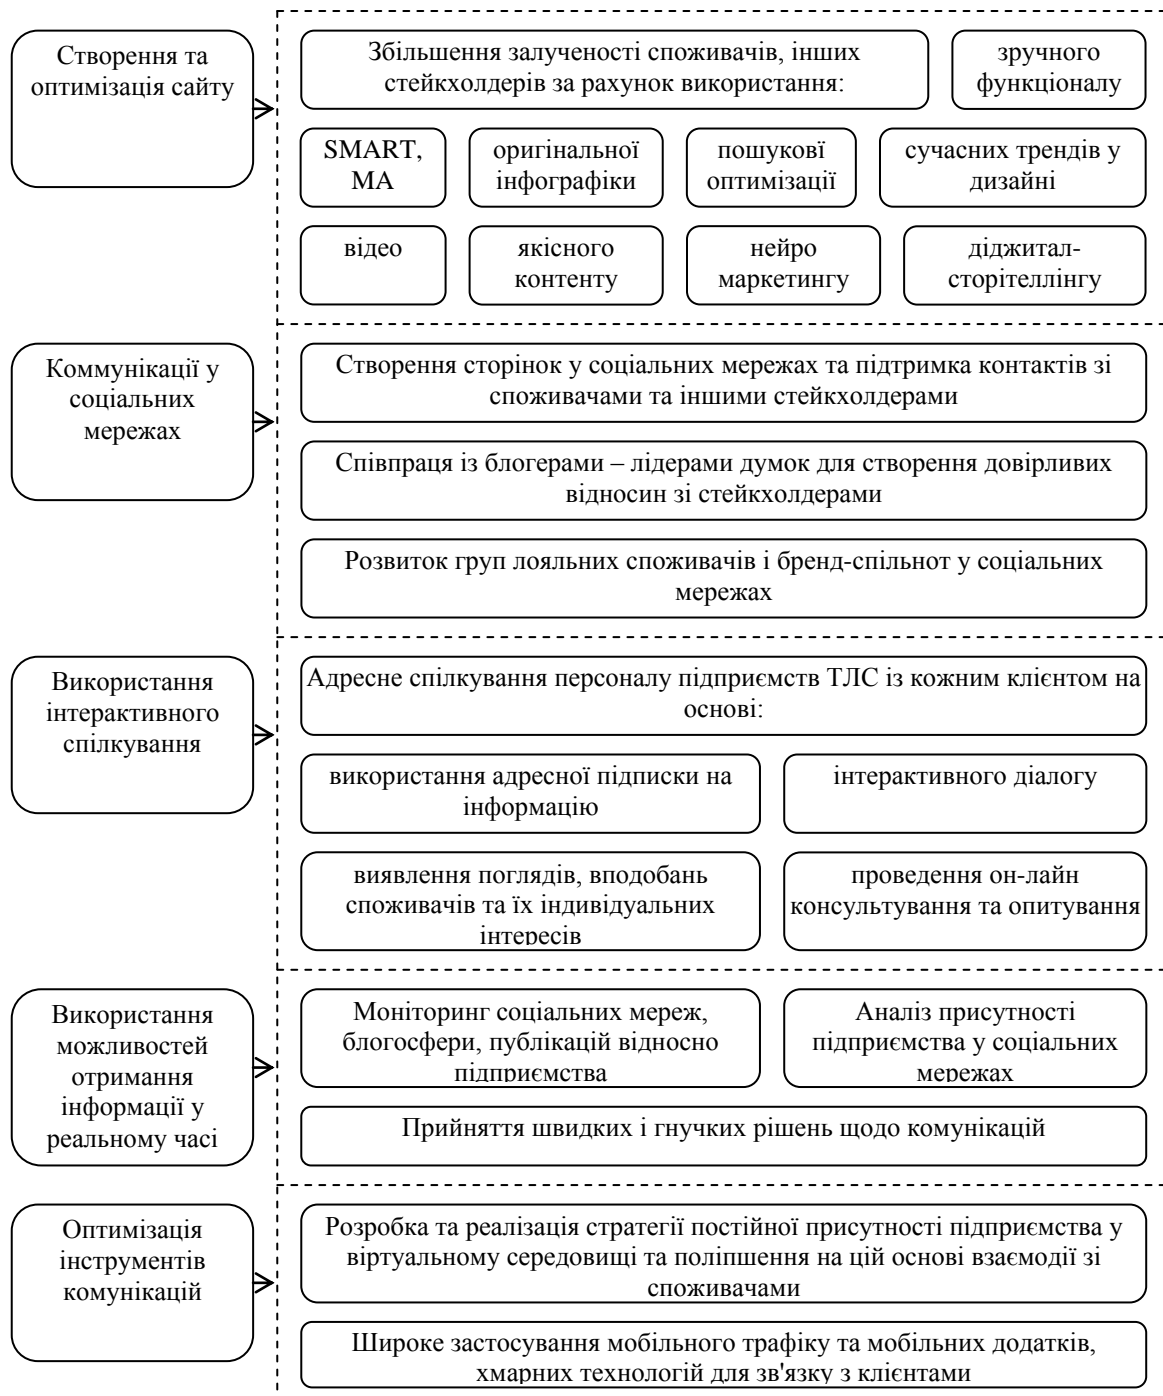 Створення та
оптимізація сайту
Збільшення залученості споживачів, інших
стейкхолдерів за рахунок використання:
зручного
функціоналу
SMART,
MA
оригінальної
інфографіки
пошукові
оптимізації
сучасних трендів у
дизайні
відео
якісного
контенту
нейро
маркетингу
діджитал-
сторітеллінгу
Коммунікації у
соціальних
мережах
Створення сторінок у соціальних мережах та підтримка контактів зі
споживачами та іншими стейкхолдерами
Співпраця із блогерами – лідерами думок для створення довірливих
відносин зі стейкхолдерами
Розвиток груп лояльних споживачів і бренд-спільнот у соціальних
мережах
Використання
інтерактивного
спілкування
Адресне спілкування персоналу підприємств ТЛС із кожним клієнтом на
основі:
використання адресної підписки на
інформацію
інтерактивного діалогу
виявлення поглядів, вподобань
споживачів та їх індивідуальних
інтересів
проведення он-лайн
консультування та опитування
Використання
можливостей
отримання
інформації у
реальному часі
Моніторинг соціальних мереж,
блогосфери, публікацій відносно
підприємства
Аналіз присутності
підприємства у соціальних
мережах
Прийняття швидких і гнучких рішень щодо комунікацій
Оптимізація
інструментів
комунікацій
Розробка та реалізація стратегії постійної присутності підприємства у
віртуальному середовищі та поліпшення на цій основі взаємодії зі
споживачами
Широке застосування мобільного трафіку та мобільних додатків,
хмарних технологій для зв'язку з клієнтами